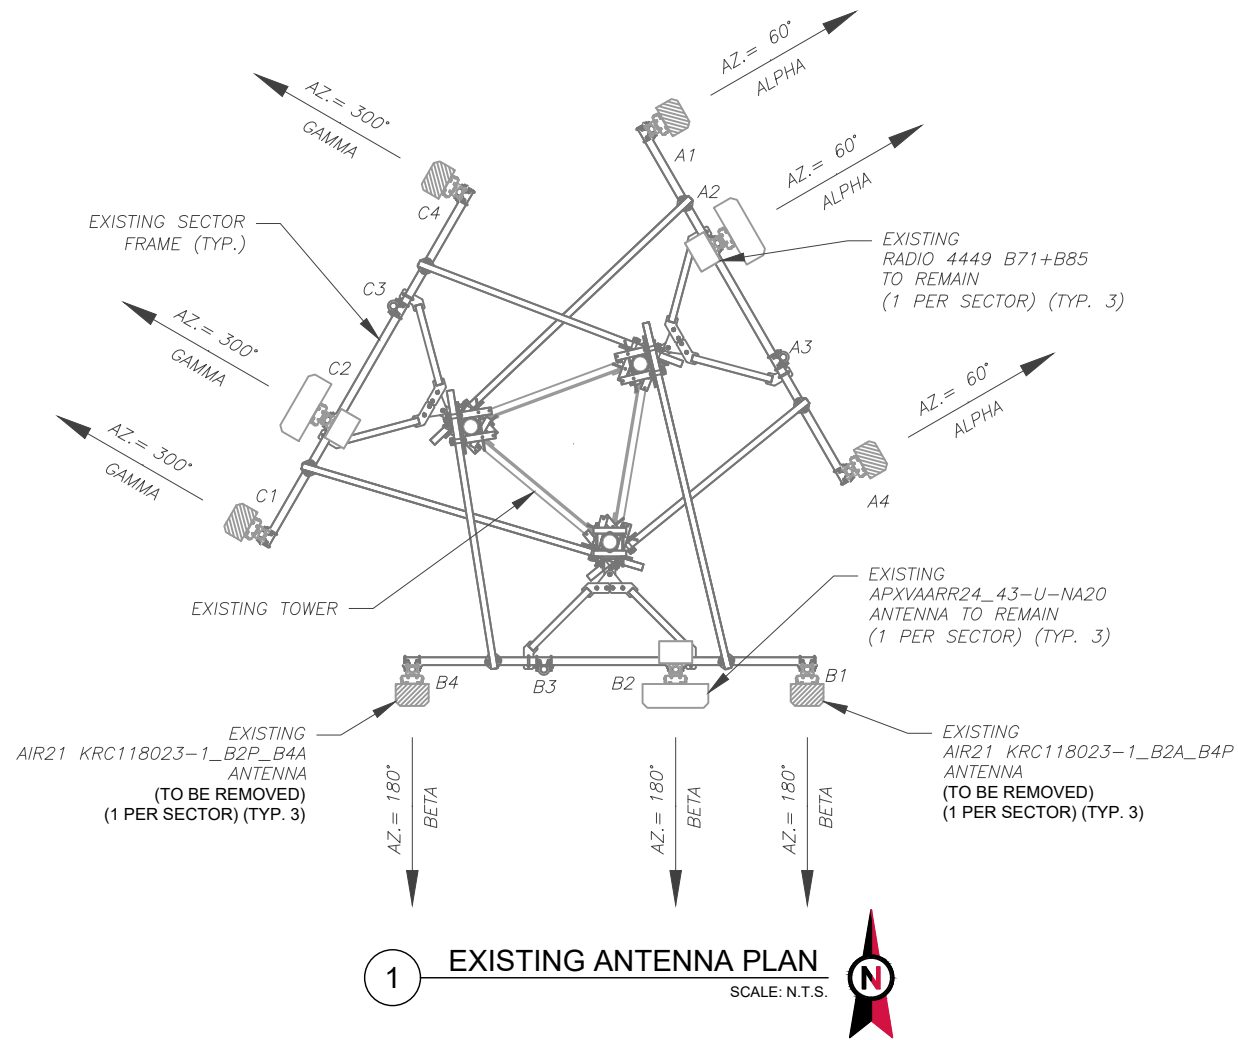 AZ.= 60°
ALPHA
AZ.= 300°
GAMMA
A1
AZ.= 60°
ALPHA
A2
C4
EXISTING SECTOR
FRAME (TYP.)
EXISTING
RADIO 4449 B71+B85
TO REMAIN
(1 PER SECTOR) (TYP. 3)
C3
AZ.= 300°
GAMMA
A3
C2
AZ.= 60°
ALPHA
AZ.= 300°
GAMMA
C1
A4
EXISTING TOWER
EXISTING
APXVAARR24_43-U-NA20
ANTENNA TO REMAIN
(1 PER SECTOR) (TYP. 3)
B4
B3
B2
B1
EXISTING
AIR21 KRC118023-1_B2P_B4A
ANTENNA
(TO BE REMOVED)
(1 PER SECTOR) (TYP. 3)
EXISTING
AIR21 KRC118023-1_B2A_B4P
ANTENNA
(TO BE REMOVED)
(1 PER SECTOR) (TYP. 3)
AZ.= 180°
BETA
AZ.= 180°
BETA
AZ.= 180°
BETA
1
EXISTING ANTENNA PLAN
SCALE: N.T.S.
N